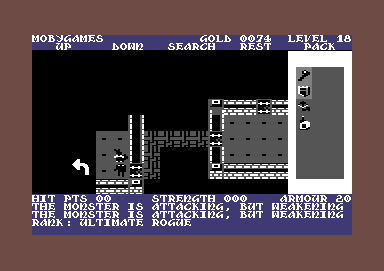 MOBYGAMES GOLD 0074 LEVEL 18
UP DOWN SEARCH REST PACK
HIT PTS 00 STRENGTH 000 ARMOUR 20
THE MONSTER IS ATTACKING, BUT WEAKENING
THE MONSTER IS ATTACKING, BUT WEAKENING
RANK: ULTIMATE ROGUE